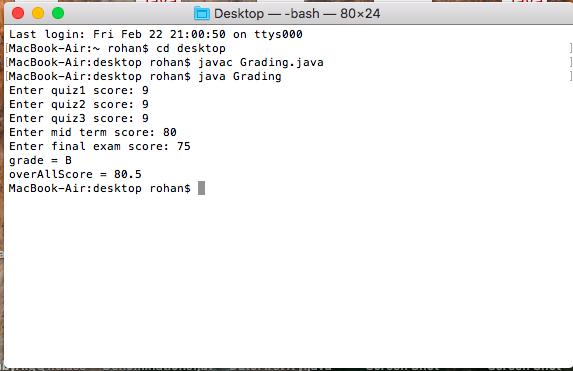 Desktop — -bash — 80×24
Last login: Fri Feb 22 21:00:50 on ttys000
MacBook-Air:~ rohan$ cd desktop
MacBook-Air:desktop rohan$ javac Grading.java
MacBook-Air:desktop rohan$ java Grading
Enter quiz1 score: 9
Enter quiz2 score: 9
Enter quiz3 score: 9
Enter mid term score: 80
Enter final exam score: 75
grade = B
overAllScore = 80.5
MacBook-Air:desktop rohan$